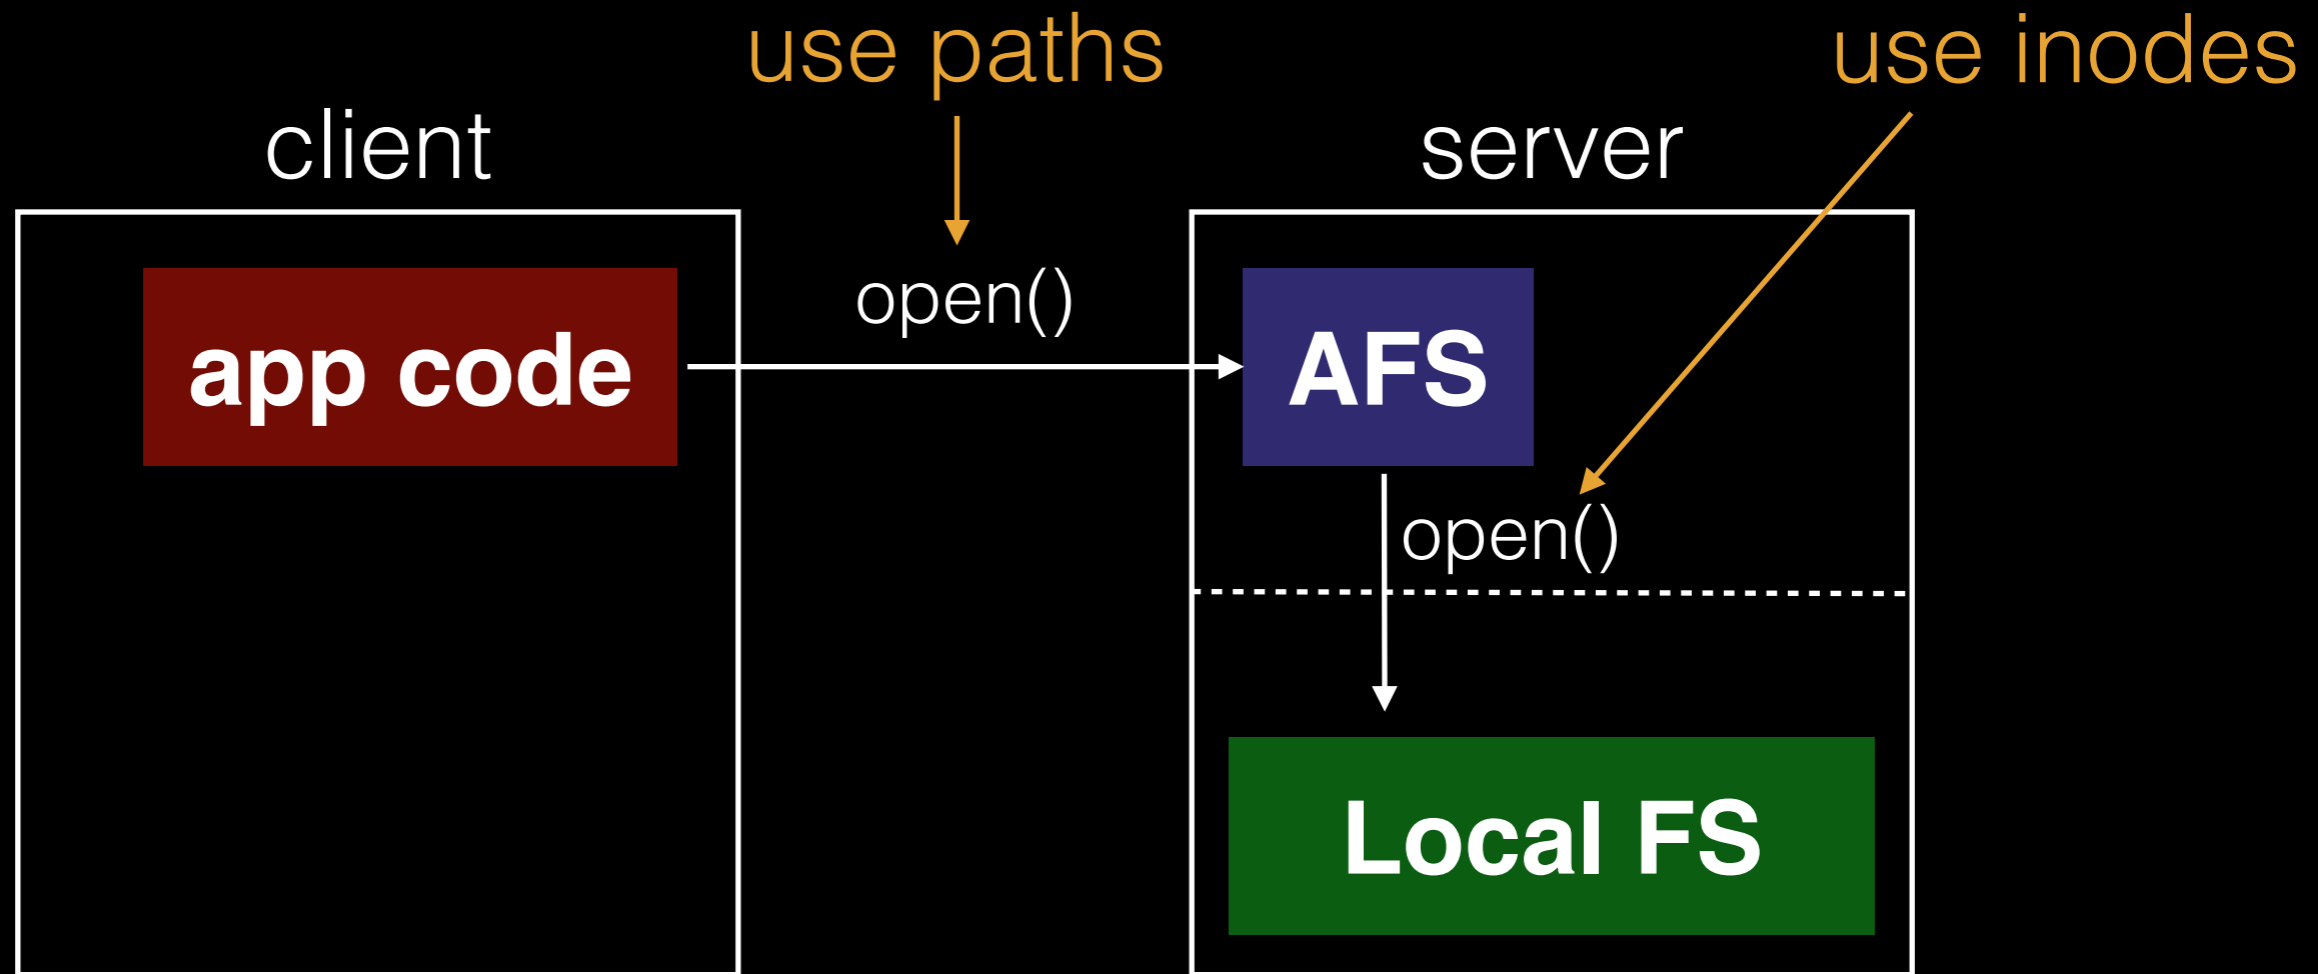 use paths
use inodes
client
server
open()
app code
AFS
open()
Local FS